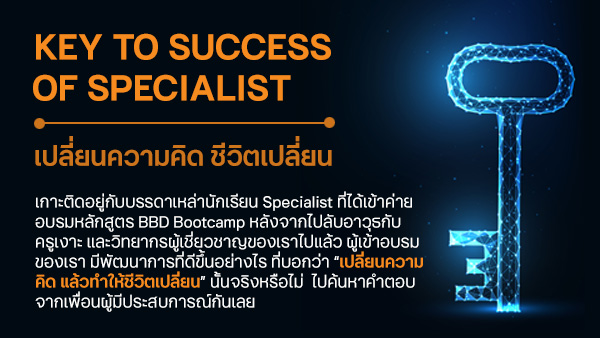 KEY TO SUCCESS
OF SPECIALIST
เปลี่ยนความคิด ชีวิตเปลี่ยน
เกาะติดอยู่กับบรรดาเหล่านักเรียน Specialist ที่ได้เข้าค่าย
อบรมหลักสูตร BBD Bootcamp หลังจากไปลับอาวุธกับ
ครูเงาะ และวิทยากรผู้เชี่ยวชาญของเราไปแล้ว ผู้เข้าอบรม
ของเรา มีพัฒนาการที่ดีขึ้นอย่างไร ที่บอกว่า "เปลี่ยนความ
คิด แล้วทำให้ชีวิตเปลี่ยน" นั้นจริงหรือไม่ ไปค้นหาคำตอบ
จากเพื่อนผู้มีประสบการณ์กันเลย